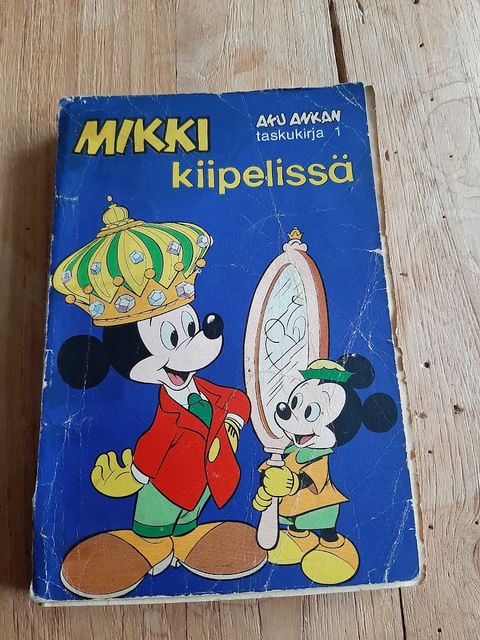 MIKKI
AKU ANKAN
taskukirja 1
kiipelissä